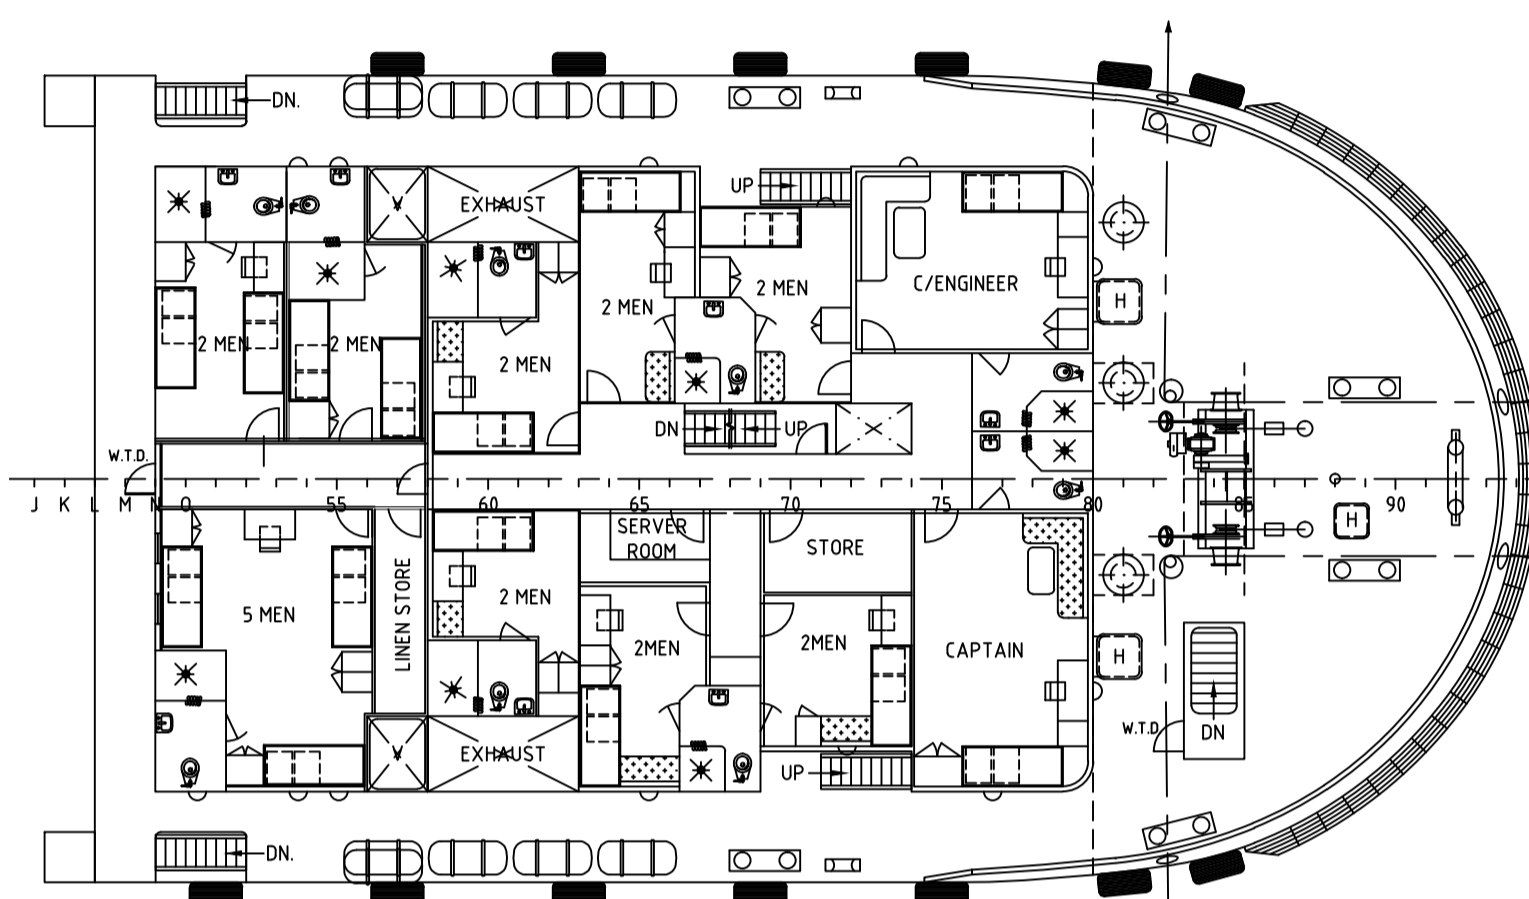 DN.
UP
V
EXHAUST
C/ENGINEER
2 MEN
2 MEN
H
2 MEN
2 MEN
2 MEN
DN
UP
W.T.D.
J K L M N 0 55 60 65 70 75 80 85 90
SERVER
ROOM
STORE
H
LINEN STORE
5 MEN
2 MEN
2MEN
2MEN
CAPTAIN
H
W.T.D.
DN
V
EXHAUST
UP
DN.